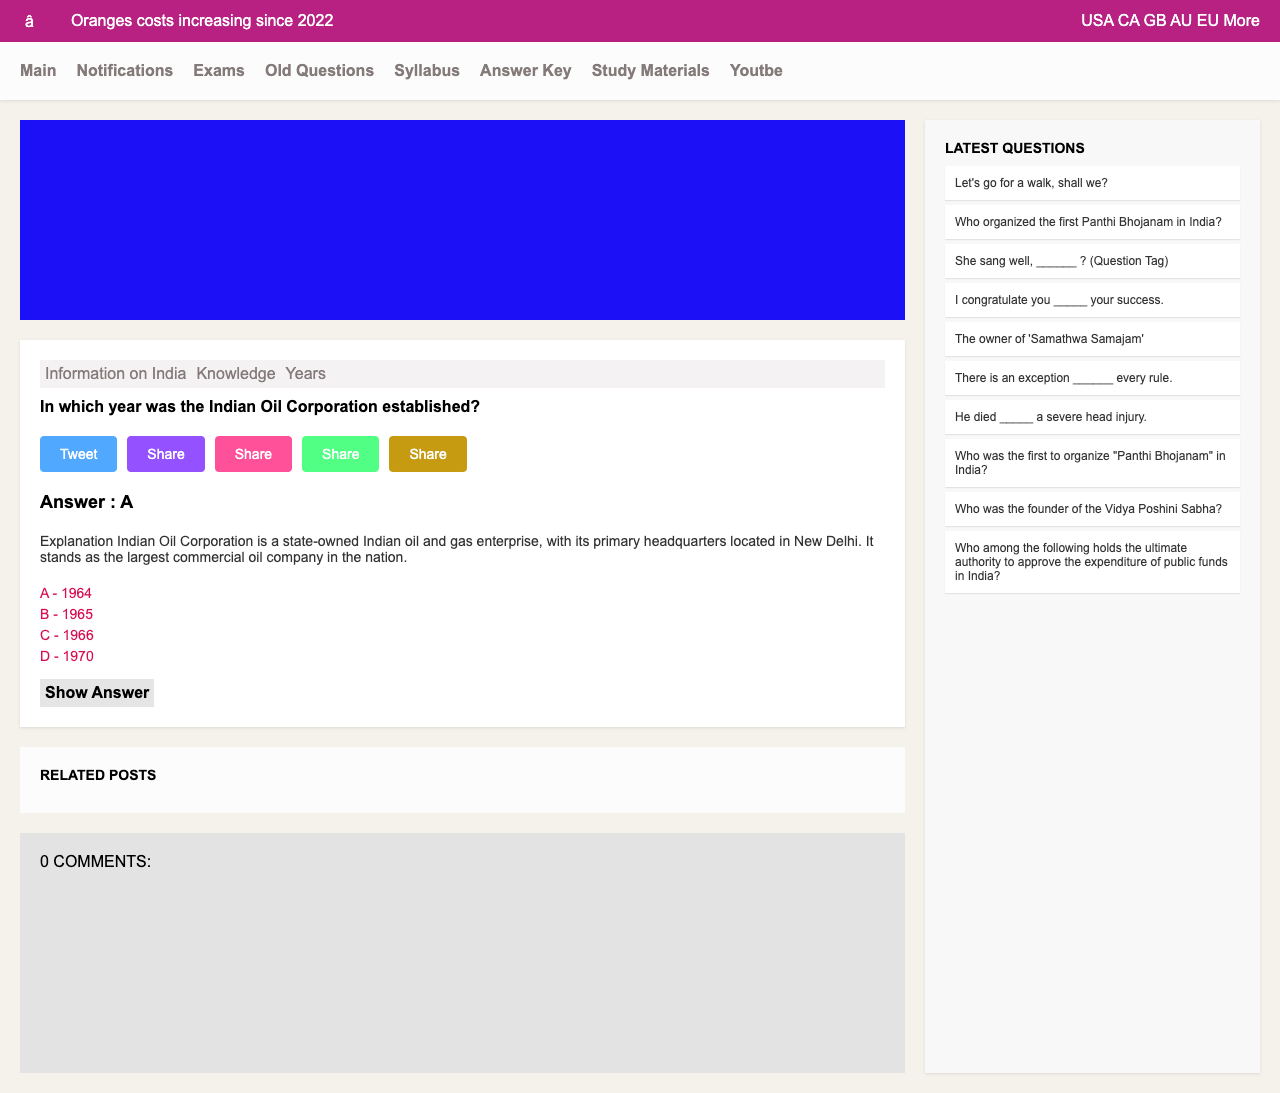 â Oranges costs increasing since 2022 USA CA GB AU EU More
Main Notifications Exams Old Questions Syllabus Answer Key Study Materials Youtbe
Information on India Knowledge Years
In which year was the Indian Oil Corporation established?
Tweet Share Share Share Share
Answer : A
Explanation Indian Oil Corporation is a state-owned Indian oil and gas enterprise, with its primary headquarters located in New Delhi. It
stands as the largest commercial oil company in the nation.
A - 1964
B - 1965
C - 1966
D - 1970
Show Answer
RELATED POSTS
0 COMMENTS:
LATEST QUESTIONS
Let's go for a walk, shall we?
Who organized the first Panthi Bhojanam in India?
She sang well, ______ ? (Question Tag)
I congratulate you _____ your success.
The owner of 'Samathwa Samajam'
There is an exception ______ every rule.
He died _____ a severe head injury.
Who was the first to organize "Panthi Bhojanam" in
India?
Who was the founder of the Vidya Poshini Sabha?
Who among the following holds the ultimate
authority to approve the expenditure of public funds
in India?